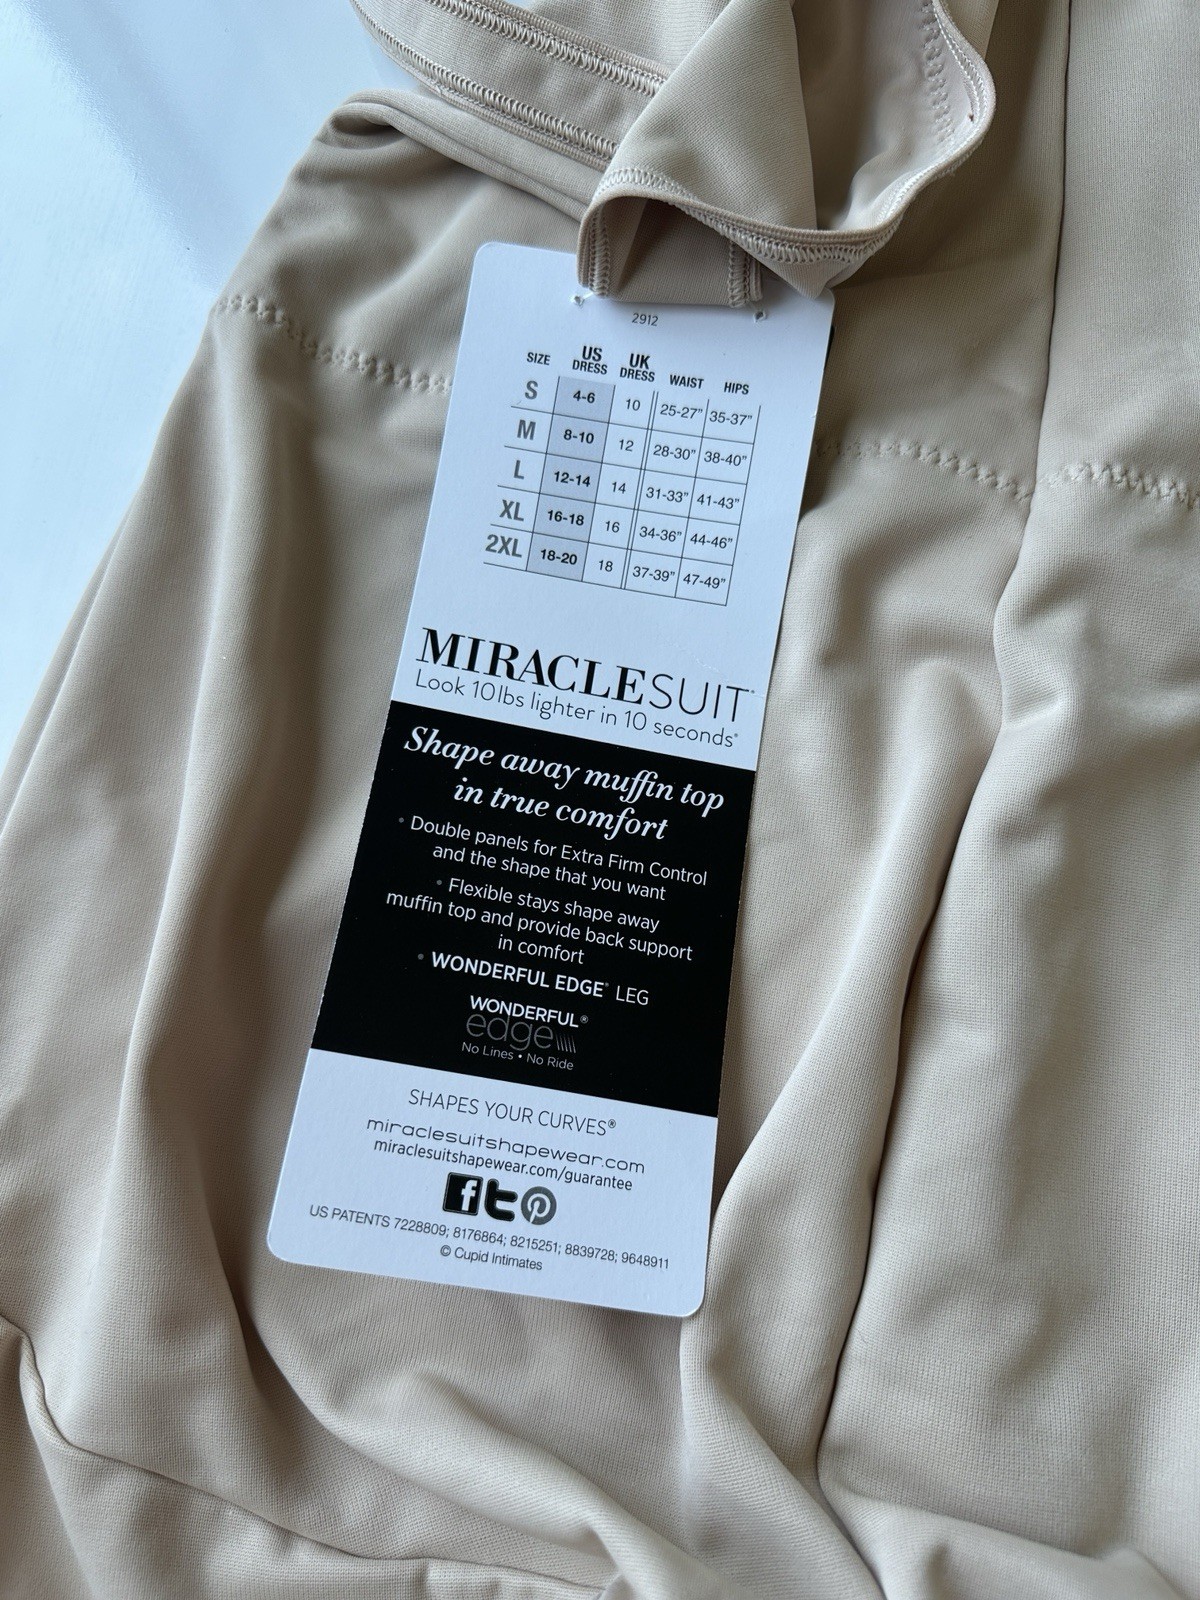 2912
SIZE US DRESS UK DRESS WAIST HIPS
S 4-6 10 25-27" 35-37"
M 8-10 12 28-30" 38-40"
L 12-14 14 31-33" 41-43"
XL 16-18 16 34-36" 44-46"
2XL 18-20 18 37-39" 47-49"
MIRACLESUIT®
Look 10lbs lighter in 10 seconds®
Shape away muffin top
in true comfort
• Double panels for Extra Firm Control
and the shape that you want
• Flexible stays shape away
muffin top and provide back support
in comfort
• WONDERFUL EDGE® LEG
WONDERFUL®
edge
No Lines • No Ride
SHAPES YOUR CURVES®
miraclesuitshapewear.com
miraclesuitshapewear.com/guarantee
US PATENTS 7228809; 8176864; 8215251; 8839728; 9648911
© Cupid Intimates